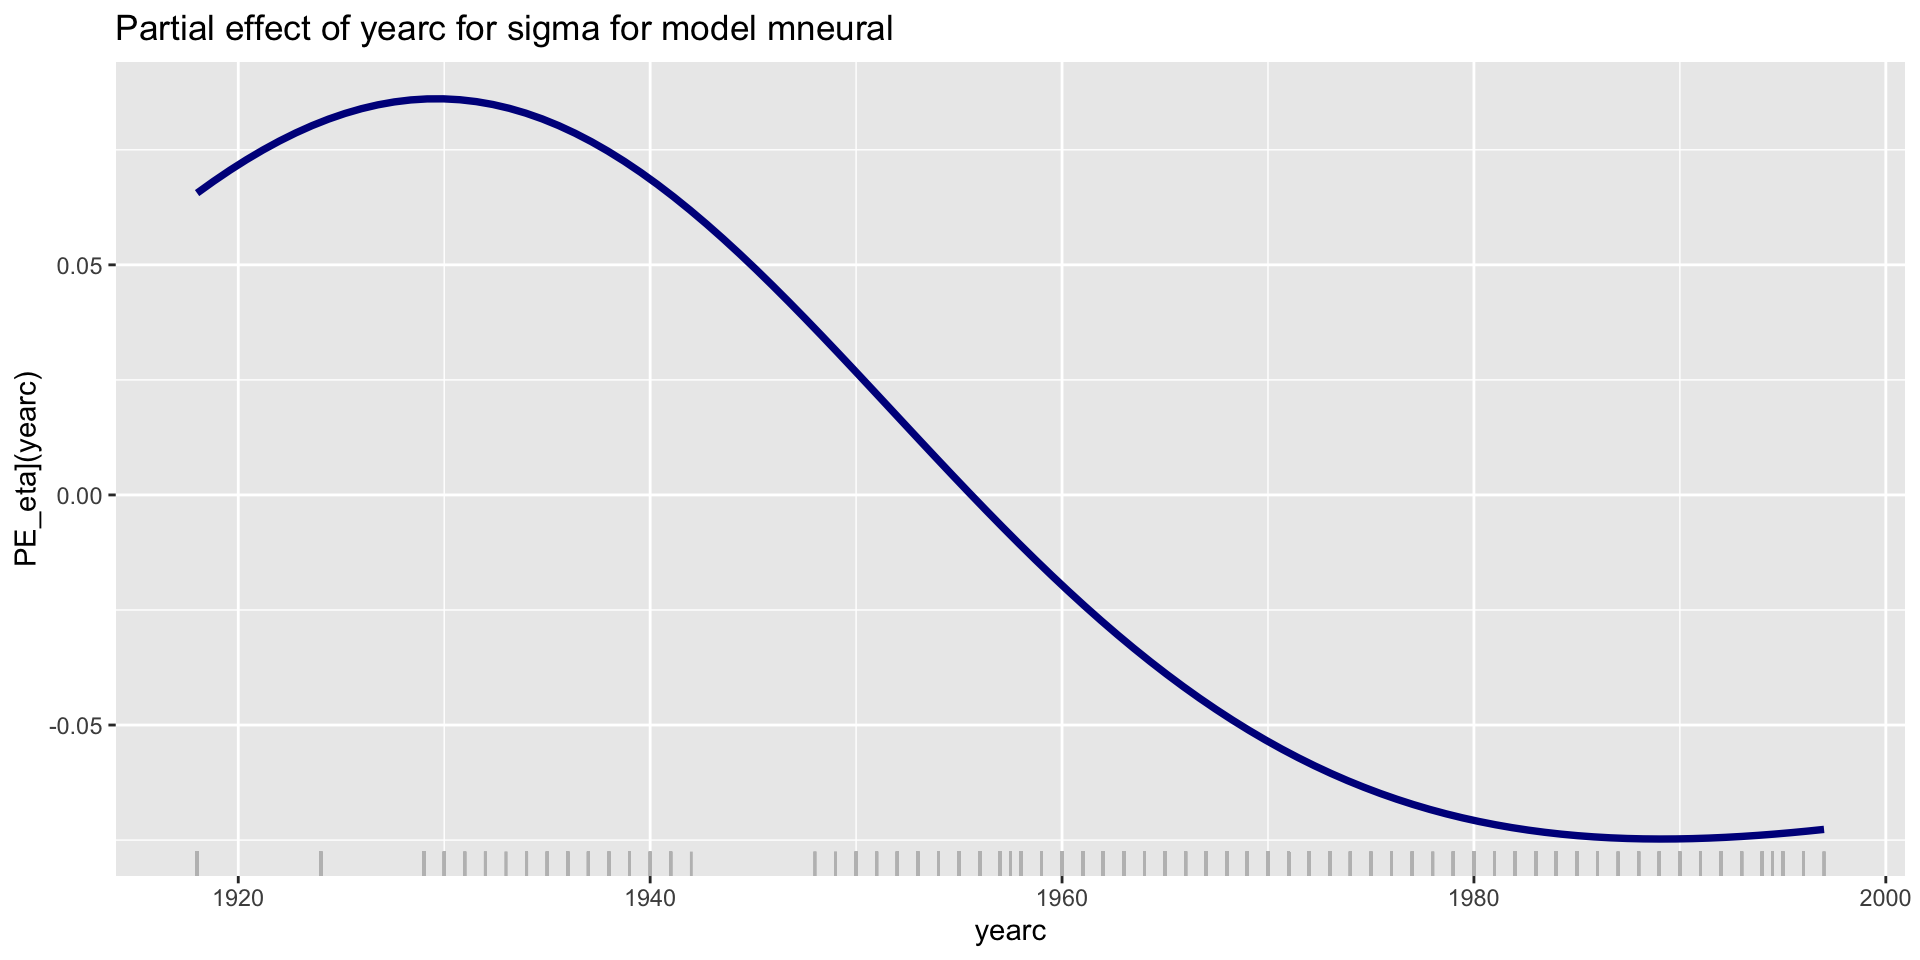 Partial effect of yearc for sigma for model mneural
PE_eta](yearc)
0.05
0.00
-0.05
1920
1940
1960
1980
2000
yearc